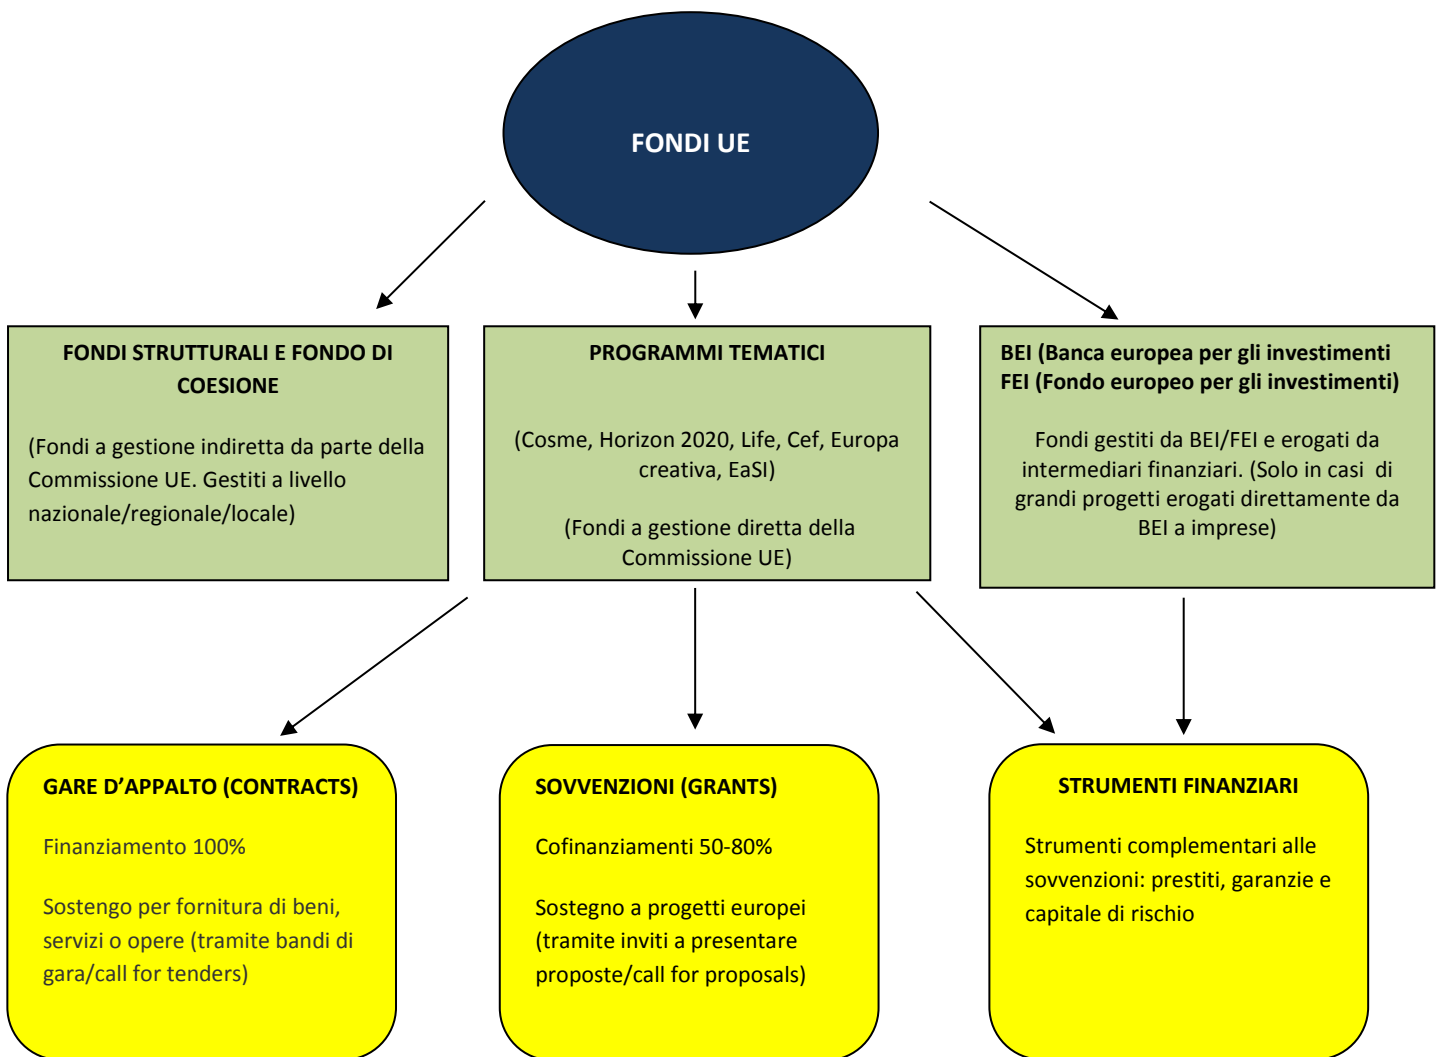 FONDI UE
FONDI STRUTTURALI E FONDO DI
COESIONE
(Fondi a gestione indiretta da parte della
Commissione UE. Gestiti a livello
nazionale/regionale/locale)
PROGRAMMI TEMATICI
(Cosme, Horizon 2020, Life, Cef, Europa
creativa, EaSI)
(Fondi a gestione diretta della
Commissione UE)
BEI (Banca europea per gli investimenti
FEI (Fondo europeo per gli investimenti)
Fondi gestiti da BEI/FEI e erogati da
intermediari finanziari. (Solo in casi di
grandi progetti erogati direttamente da
BEI a imprese)
GARE D’APPALTO (CONTRACTS)
Finanziamento 100%
Sostengo per fornitura di beni,
servizi o opere (tramite bandi di
gara/call for tenders)
SOVVENZIONI (GRANTS)
Cofinanziamenti 50-80%
Sostegno a progetti europei
(tramite inviti a presentare
proposte/call for proposals)
STRUMENTI FINANZIARI
Strumenti complementari alle
sovvenzioni: prestiti, garanzie e
capitale di rischio